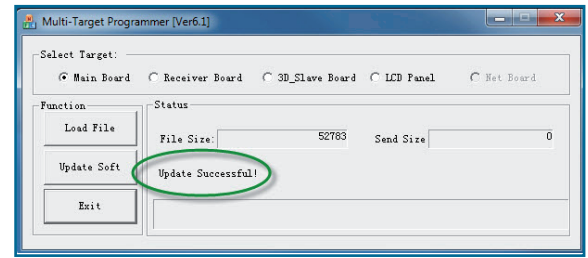 Multi-Target Programmer [Ver6.1]
Select Target:
Main Board Receiver Board 3D_Slave Board LCD Panel Net Board
Function
Status
Load File
File Size: 52783 Send Size 0
Update Soft
Update Successful!
Exit